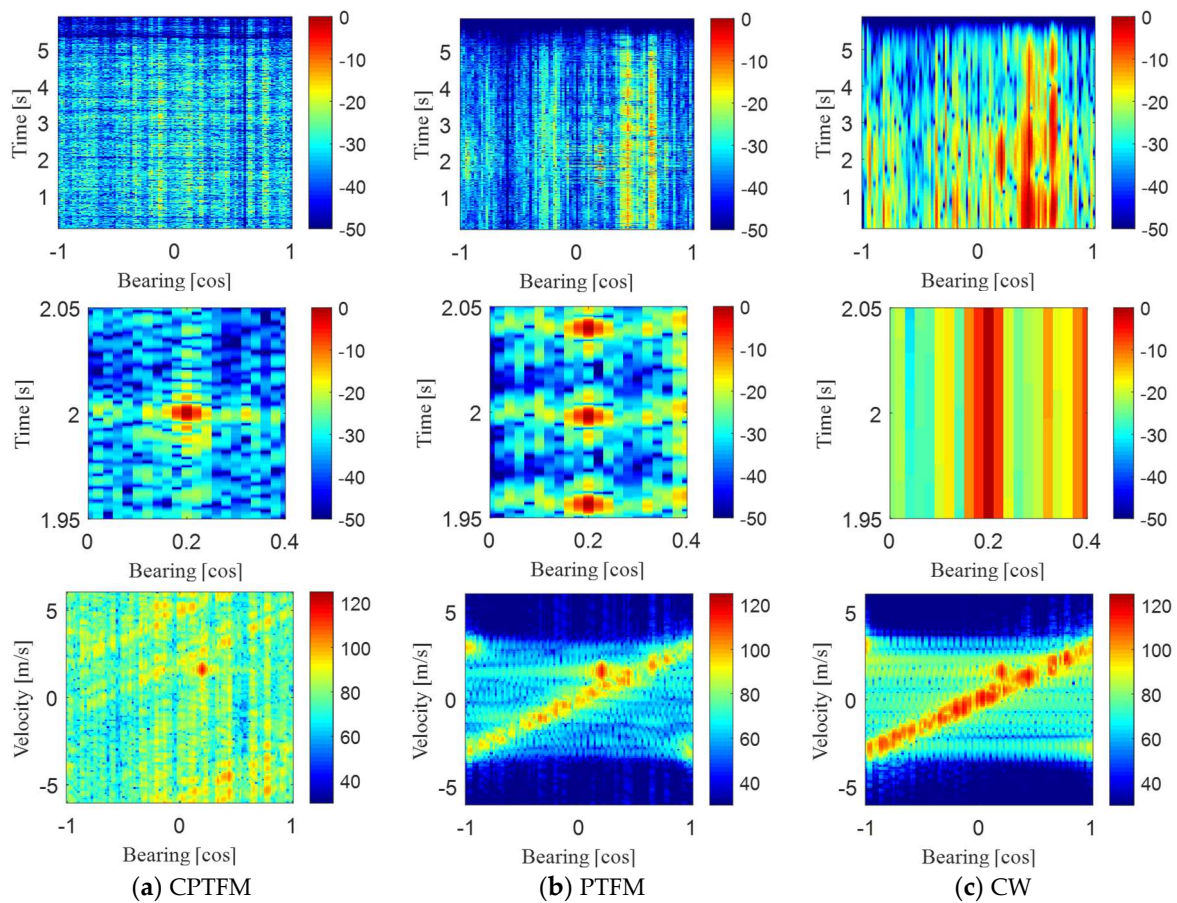 Time [s]
5
4
3
2
1
-1 0 1
Bearing [cos]
0
-10
-20
-30
-40
-50
Time [s]
5
4
3
2
1
-1 0 1
Bearing [cos]
0
-10
-20
-30
-40
-50
Time [s]
5
4
3
2
1
-1 0 1
Bearing [cos]
0
-10
-20
-30
-40
-50
Time [s]
2.05
2
1.95
0 0.2 0.4
Bearing [cos]
0
-10
-20
-30
-40
-50
Time [s]
2.05
2
1.95
0 0.2 0.4
Bearing [cos]
0
-10
-20
-30
-40
-50
Time [s]
2.05
2
1.95
0 0.2 0.4
Bearing [cos]
0
-10
-20
-30
-40
-50
Velocity [m/s]
5
0
-5
-1 0 1
Bearing [cos]
120
100
80
60
40
Velocity [m/s]
5
0
-5
-1 0 1
Bearing [cos]
120
100
80
60
40
Velocity [m/s]
5
0
-5
-1 0 1
Bearing [cos]
120
100
80
60
40
(a) CPTFM
(b) PTFM
(c) CW